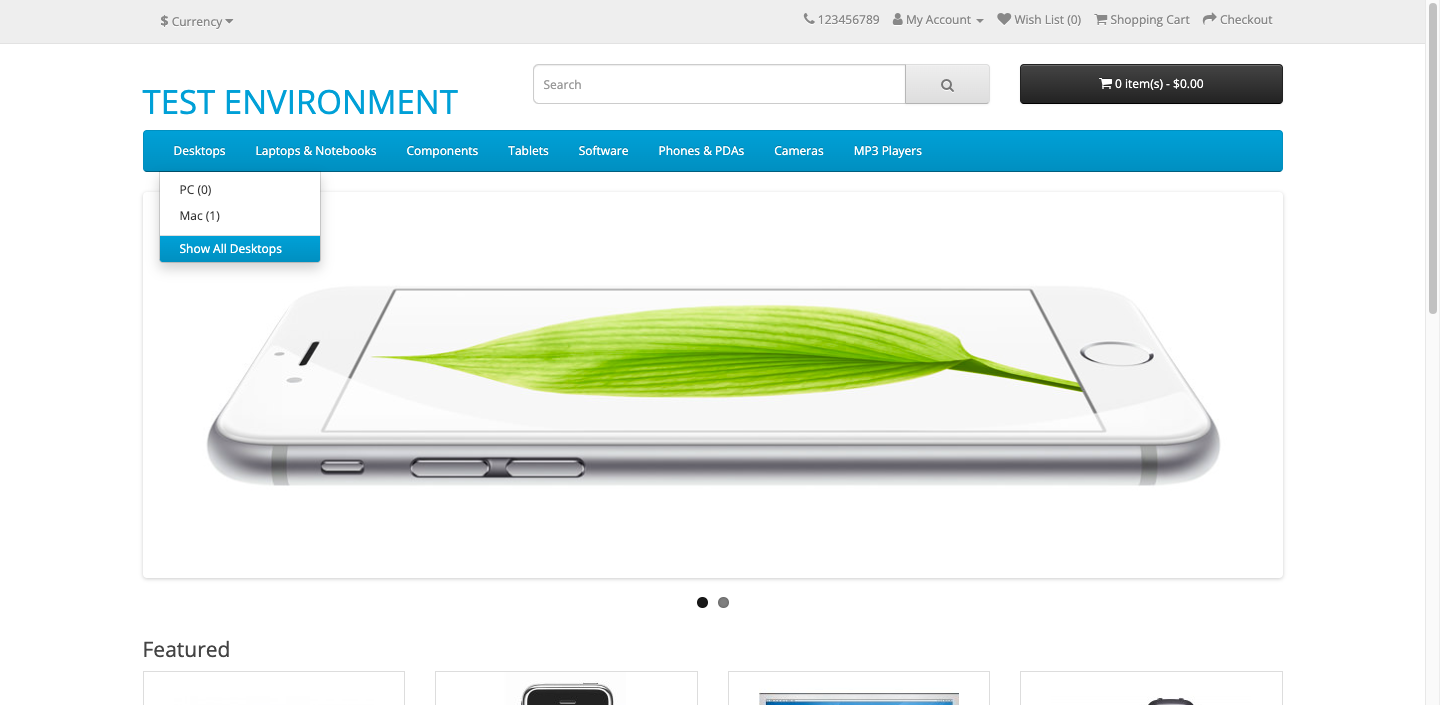 $ Currency
123456789 My Account Wish List (0) Shopping Cart Checkout
TEST ENVIRONMENT
Search
0 item(s) - $0.00
Desktops Laptops & Notebooks Components Tablets Software Phones & PDAs Cameras MP3 Players
PC (0)
Mac (1)
Show All Desktops
Featured